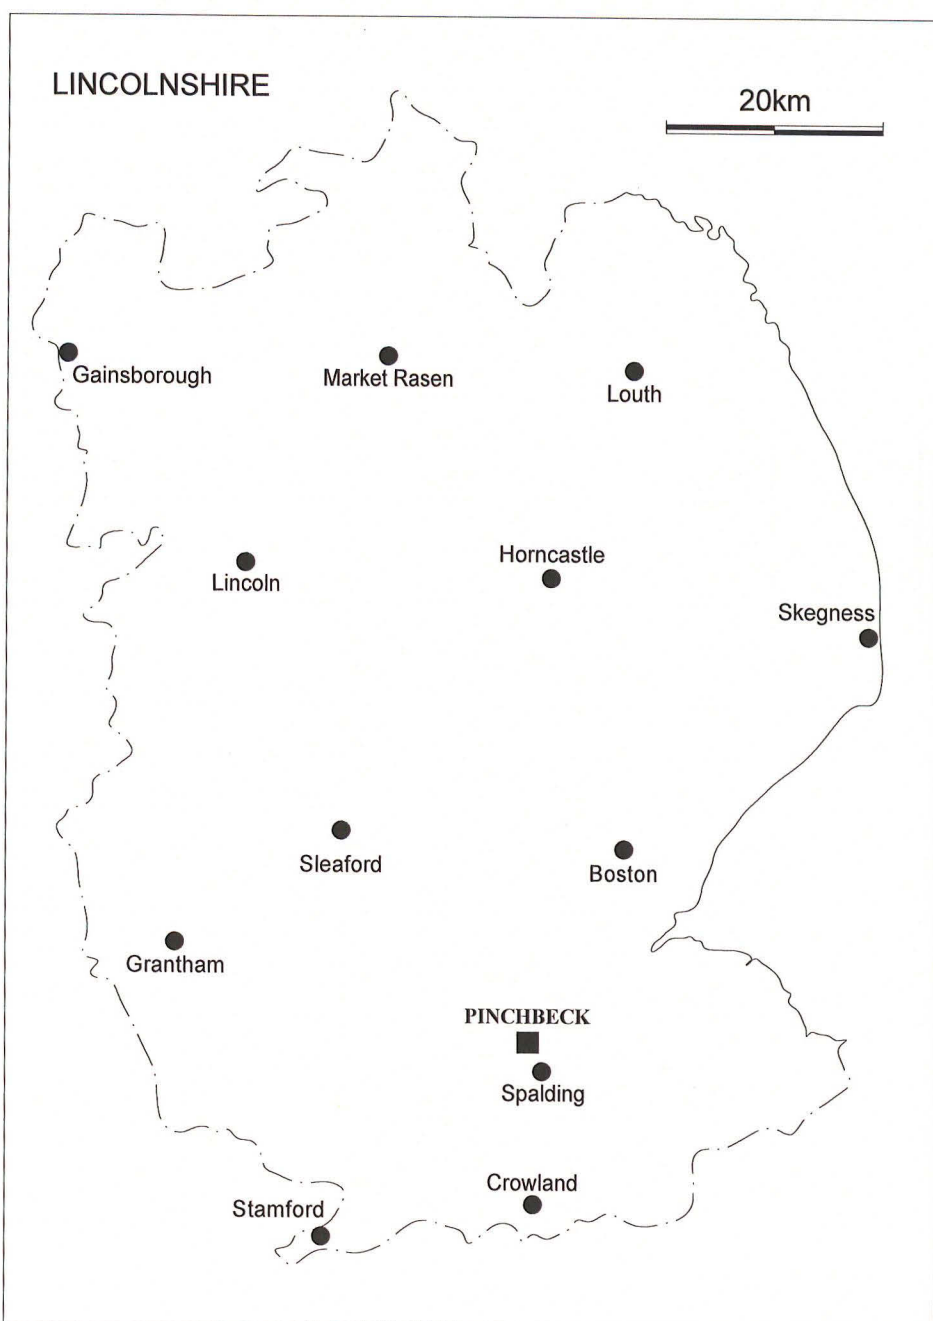 LINCOLNSHIRE
20km
Gainsborough
Market Rasen
Louth
Lincoln
Horncastle
Skegness
Sleaford
Boston
Grantham
PINCHBECK
Spalding
Crowland
Stamford